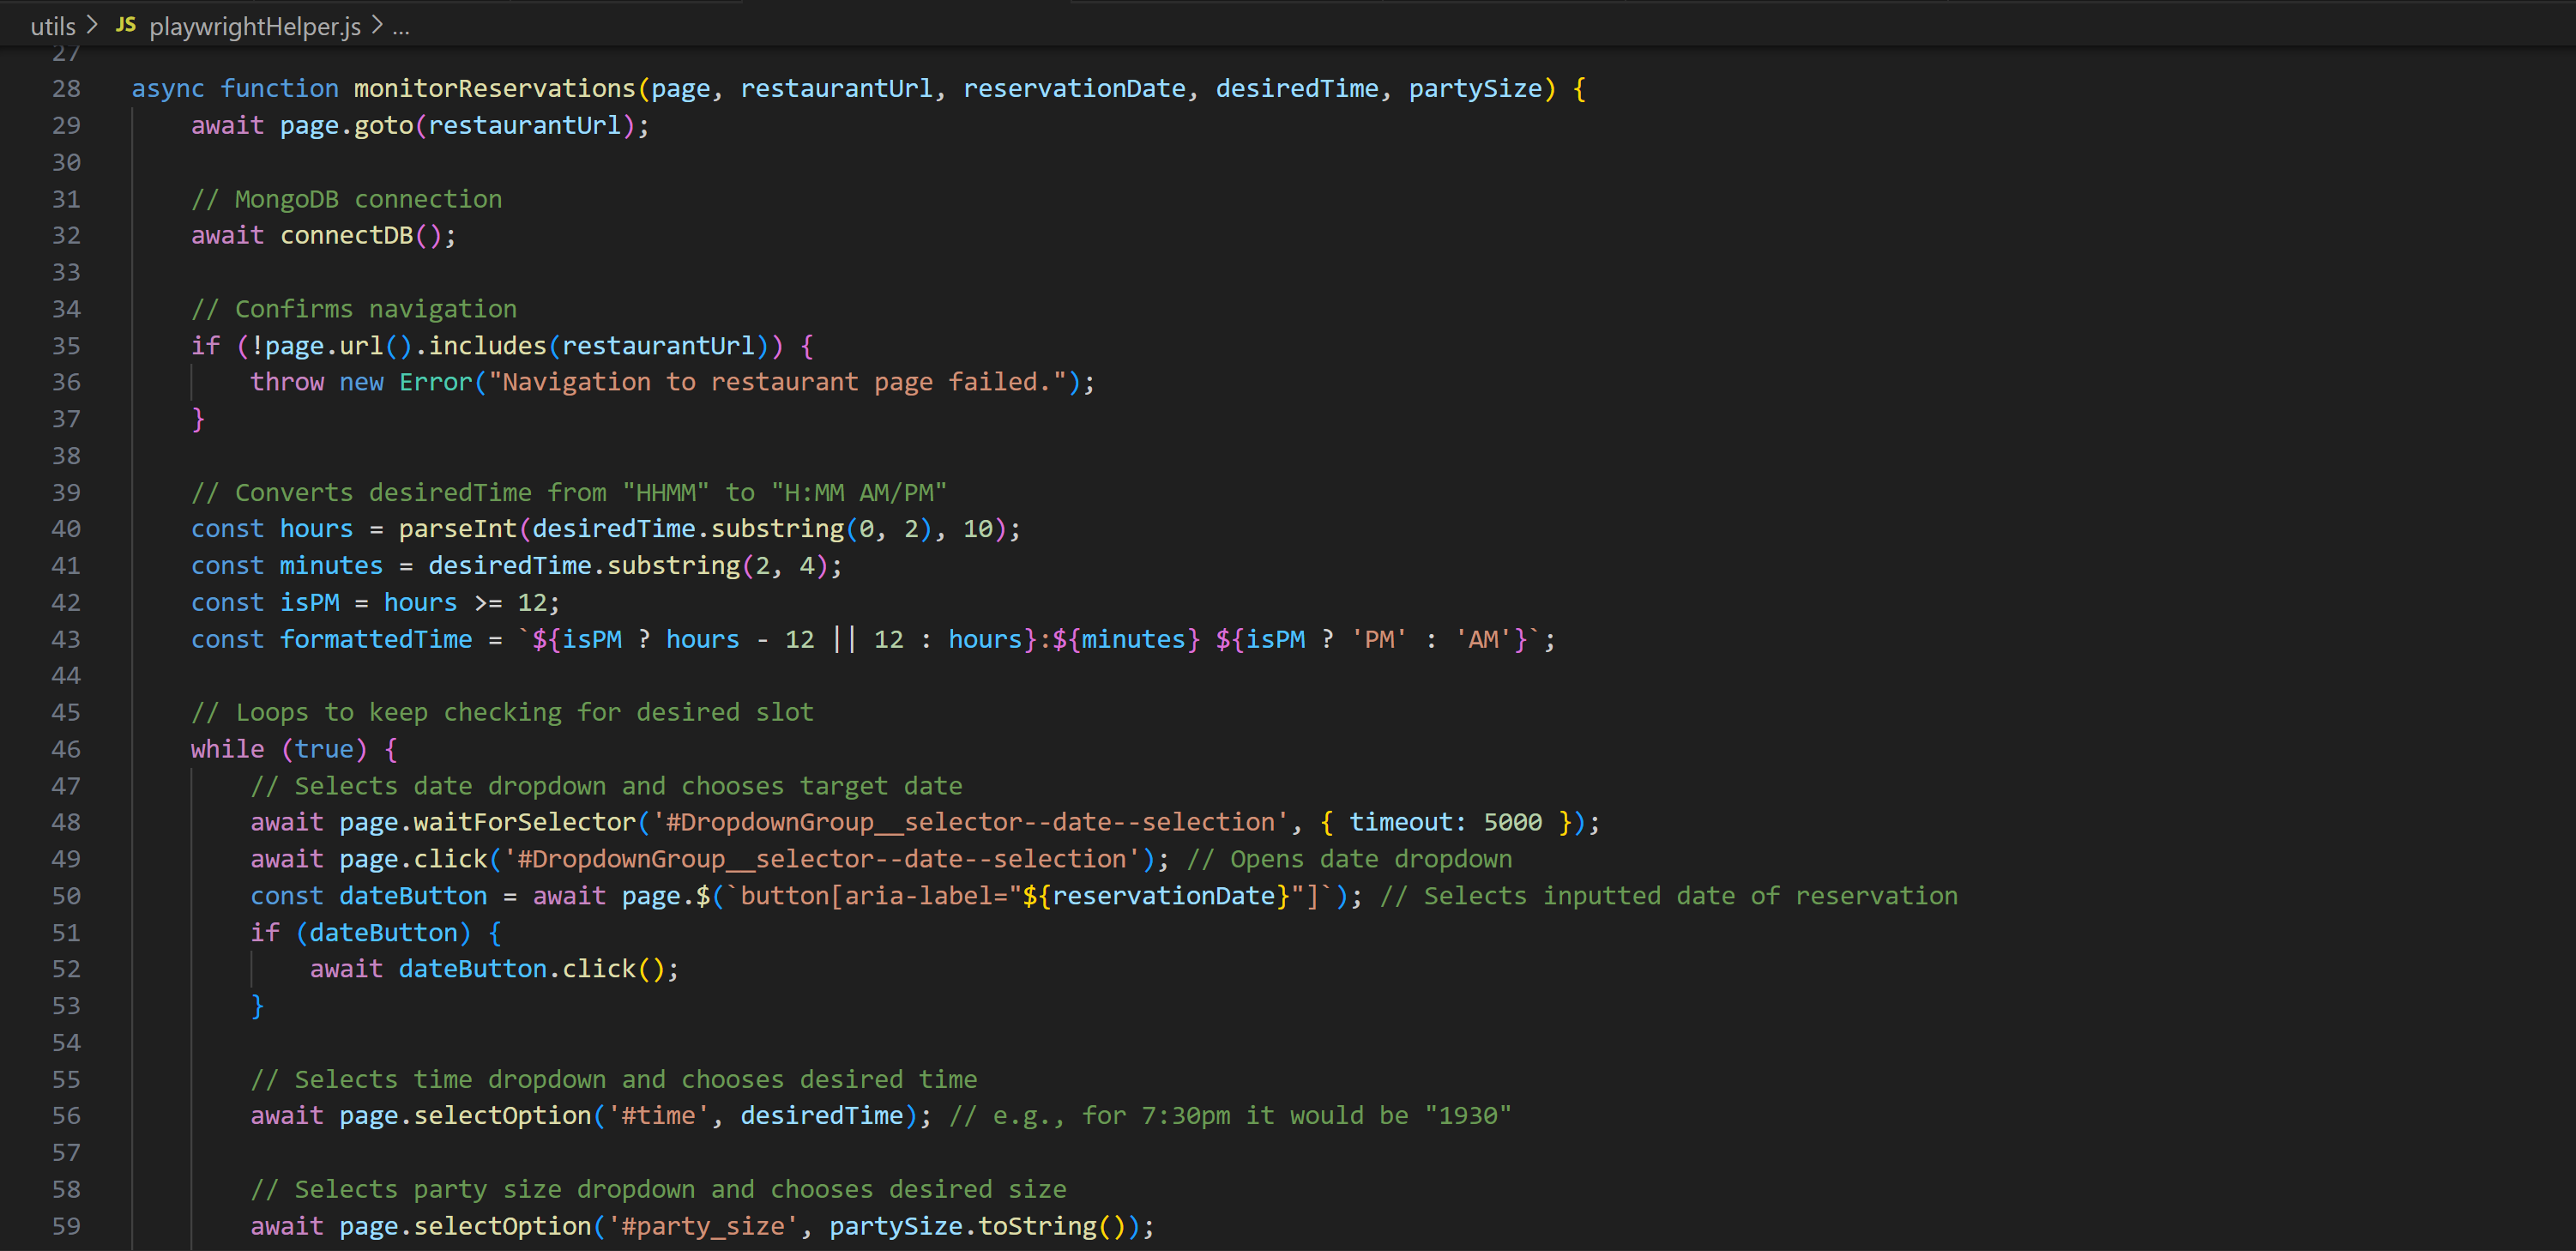 utils > JS playwrightHelper.js > ...
27
28 async function monitorReservations(page, restaurantUrl, reservationDate, desiredTime, partySize) {
29     await page.goto(restaurantUrl);
30
31     // MongoDB connection
32     await connectDB();
33
34     // Confirms navigation
35     if (!page.url().includes(restaurantUrl)) {
36         throw new Error("Navigation to restaurant page failed.");
37     }
38
39     // Converts desiredTime from "HHMM" to "H:MM AM/PM"
40     const hours = parseInt(desiredTime.substring(0, 2), 10);
41     const minutes = desiredTime.substring(2, 4);
42     const isPM = hours >= 12;
43     const formattedTime = `${isPM ? hours - 12 || 12 : hours}:${minutes} ${isPM ? 'PM' : 'AM'}`;
44
45     // Loops to keep checking for desired slot
46     while (true) {
47         // Selects date dropdown and chooses target date
48         await page.waitForSelector('#DropdownGroup__selector--date--selection', { timeout: 5000 });
49         await page.click('#DropdownGroup__selector--date--selection'); // Opens date dropdown
50         const dateButton = await page.$(`button[aria-label="${reservationDate}"]`); // Selects inputted date of reservation
51         if (dateButton) {
52             await dateButton.click();
53         }
54
55         // Selects time dropdown and chooses desired time
56         await page.selectOption('#time', desiredTime); // e.g., for 7:30pm it would be "1930"
57
58         // Selects party size dropdown and chooses desired size
59         await page.selectOption('#party_size', partySize.toString());